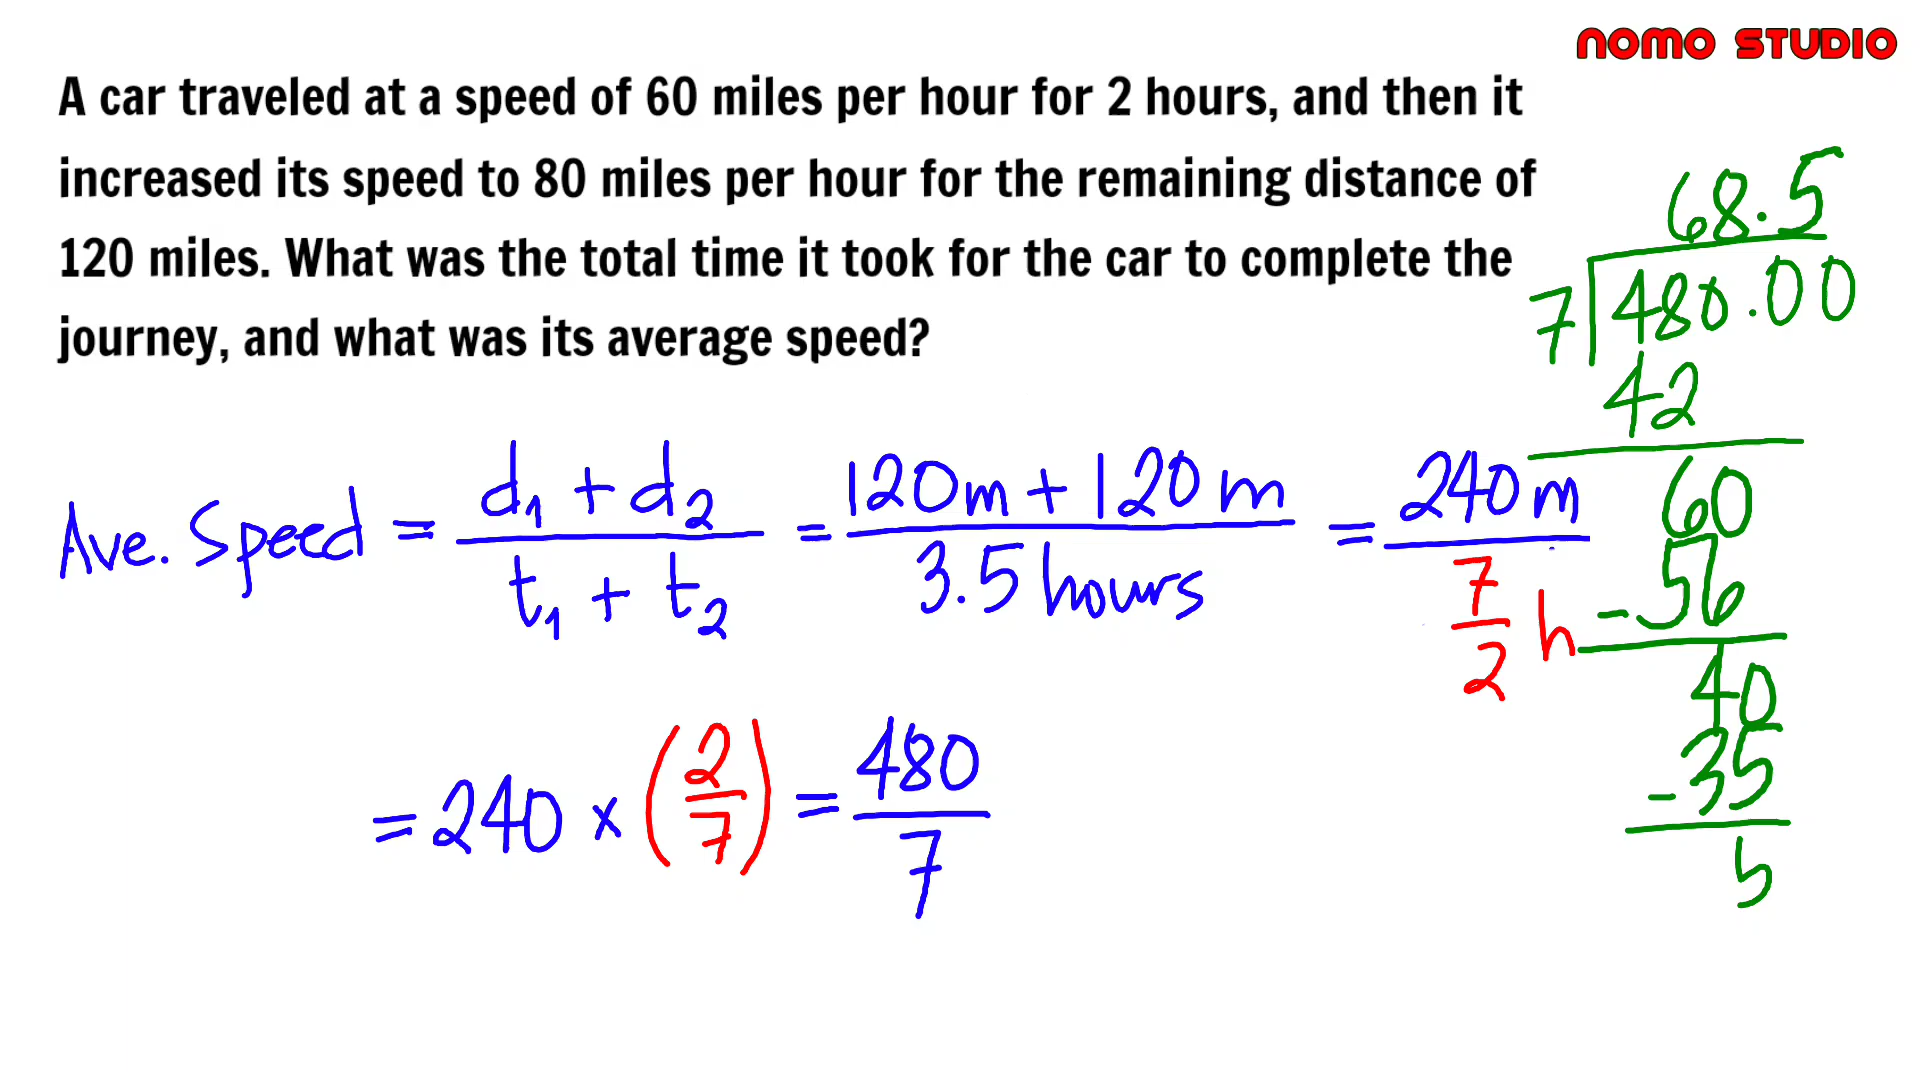 NOMO STUDIO
A car traveled at a speed of 60 miles per hour for 2 hours, and then it
increased its speed to 80 miles per hour for the remaining distance of
120 miles. What was the total time it took for the car to complete the
journey, and what was its average speed?
Ave. Speed = (d1 + d2)/(t1 + t2) = (120m + 120m)/(3.5 hours) = 240m/(7/2 h)
= 240 × (2/7) = 480/7
68.5
7 480.00
42
60
-56
40
-35
5